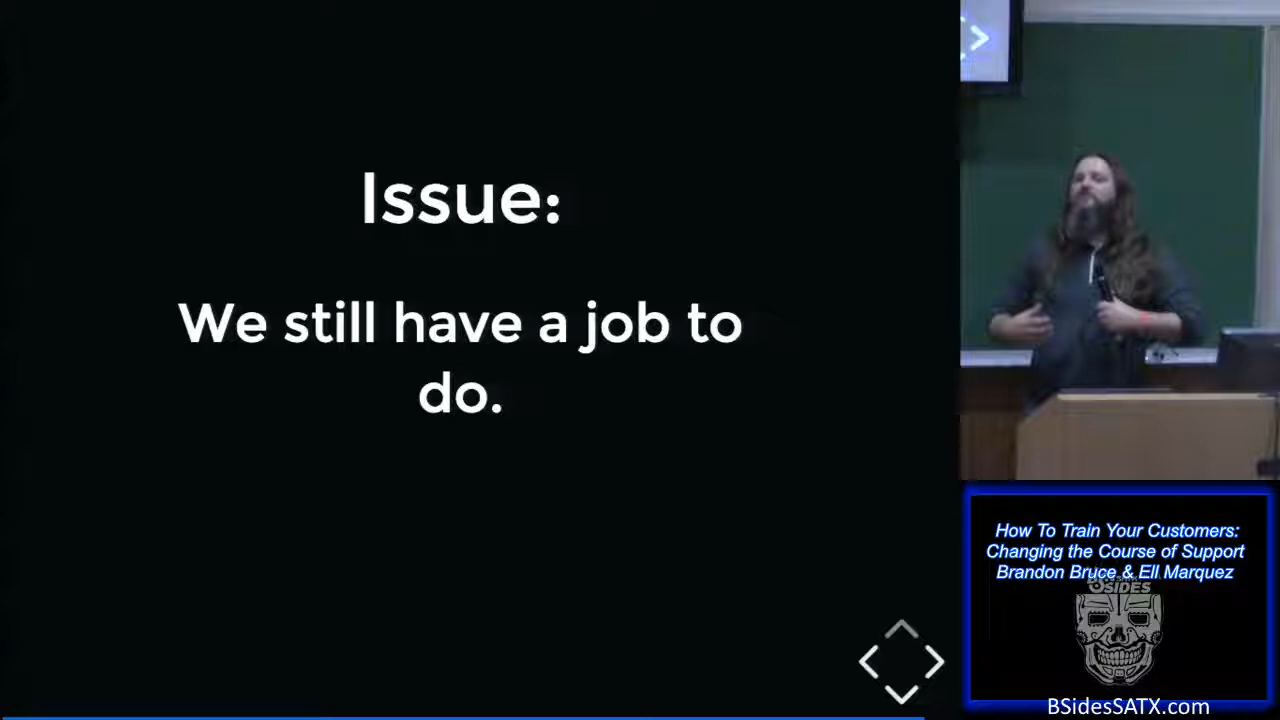 Issue:
We still have a job to
do.
How To Train Your Customers:
Changing the Course of Support
Brandon Bruce & Ell Marquez
BSIDES
BSidesSATX.com